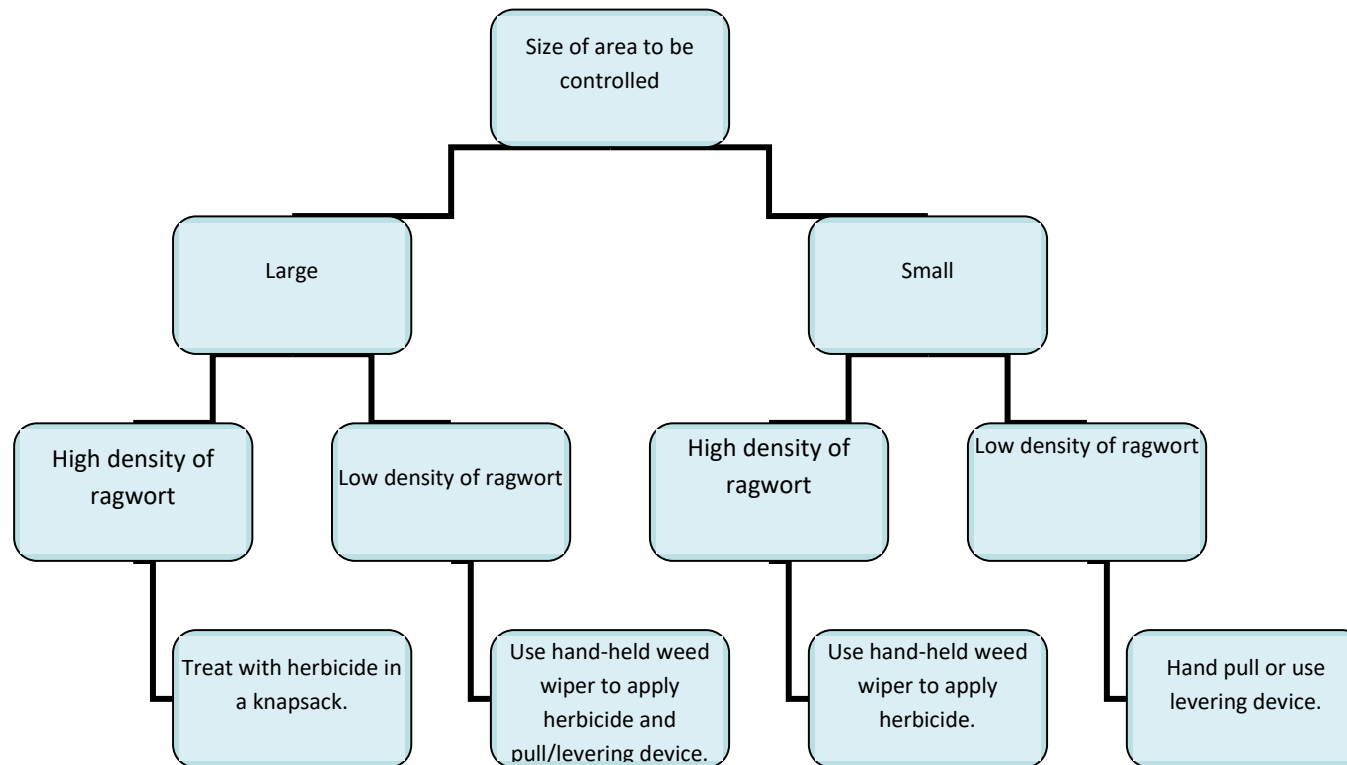 Size of area to be
controlled
Large
Small
High density of
ragwort
Low density of ragwort
High density of
ragwort
Low density of ragwort
Treat with herbicide in
a knapsack.
Use hand-held weed
wiper to apply
herbicide and
pull/levering device.
Use hand-held weed
wiper to apply
herbicide.
Hand pull or use
levering device.